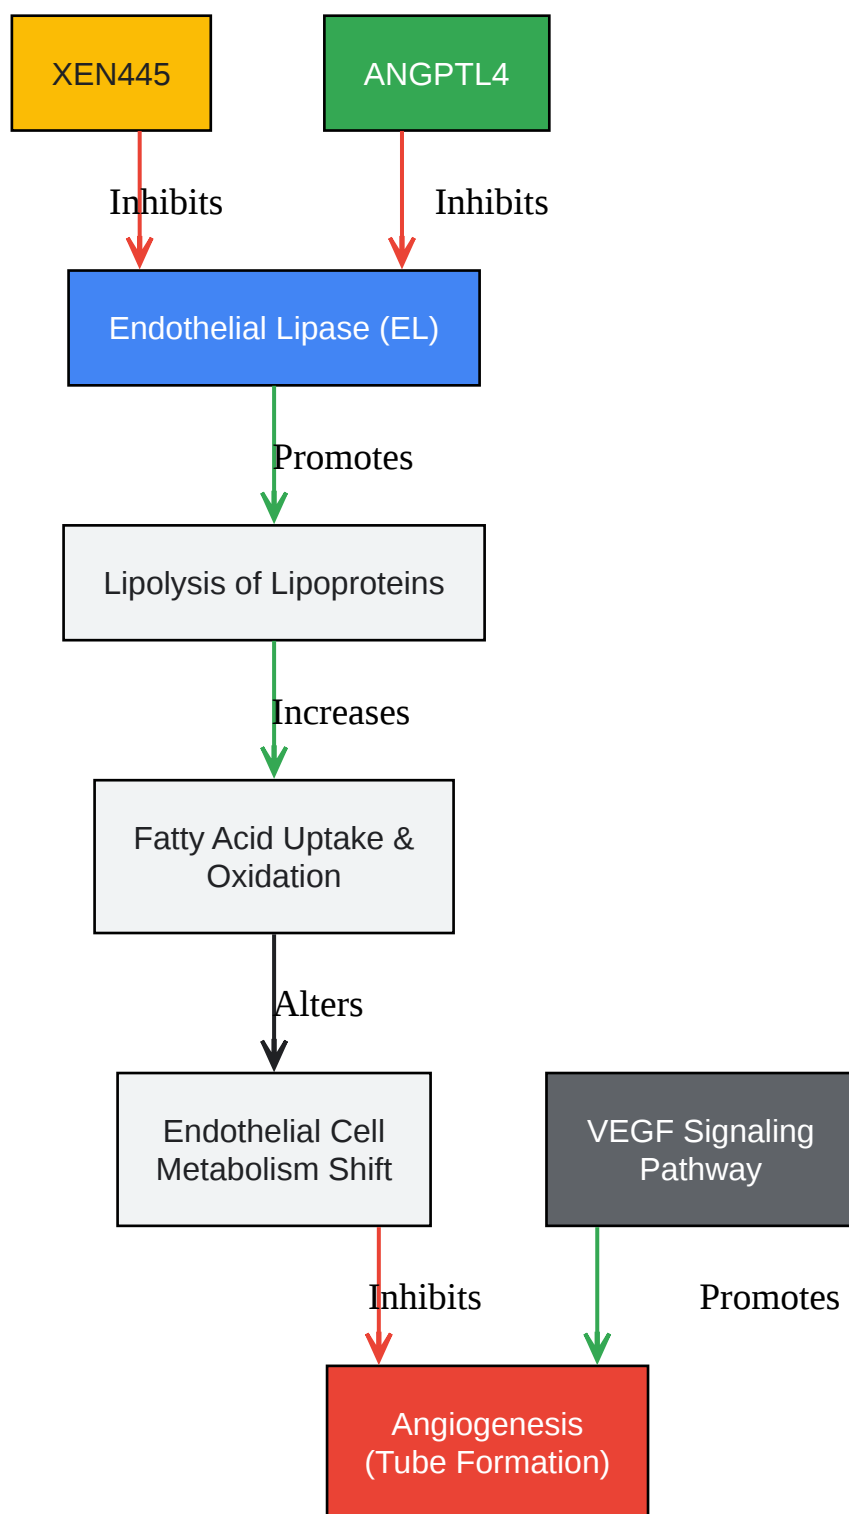 XEN445
ANGPTL4
Inhibits
Inhibits
Endothelial Lipase (EL)
Promotes
Lipolysis of Lipoproteins
Increases
Fatty Acid Uptake &
Oxidation
Alters
Endothelial Cell
Metabolism Shift
VEGF Signaling
Pathway
Inhibits
Promotes
Angiogenesis
(Tube Formation)